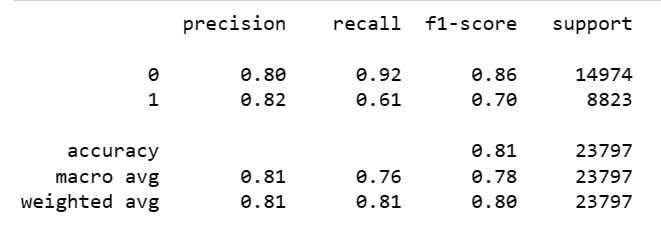 precision recall f1-score support
0 0.80 0.92 0.86 14974
1 0.82 0.61 0.70 8823
accuracy 0.81 23797
macro avg 0.81 0.76 0.78 23797
weighted avg 0.81 0.81 0.80 23797